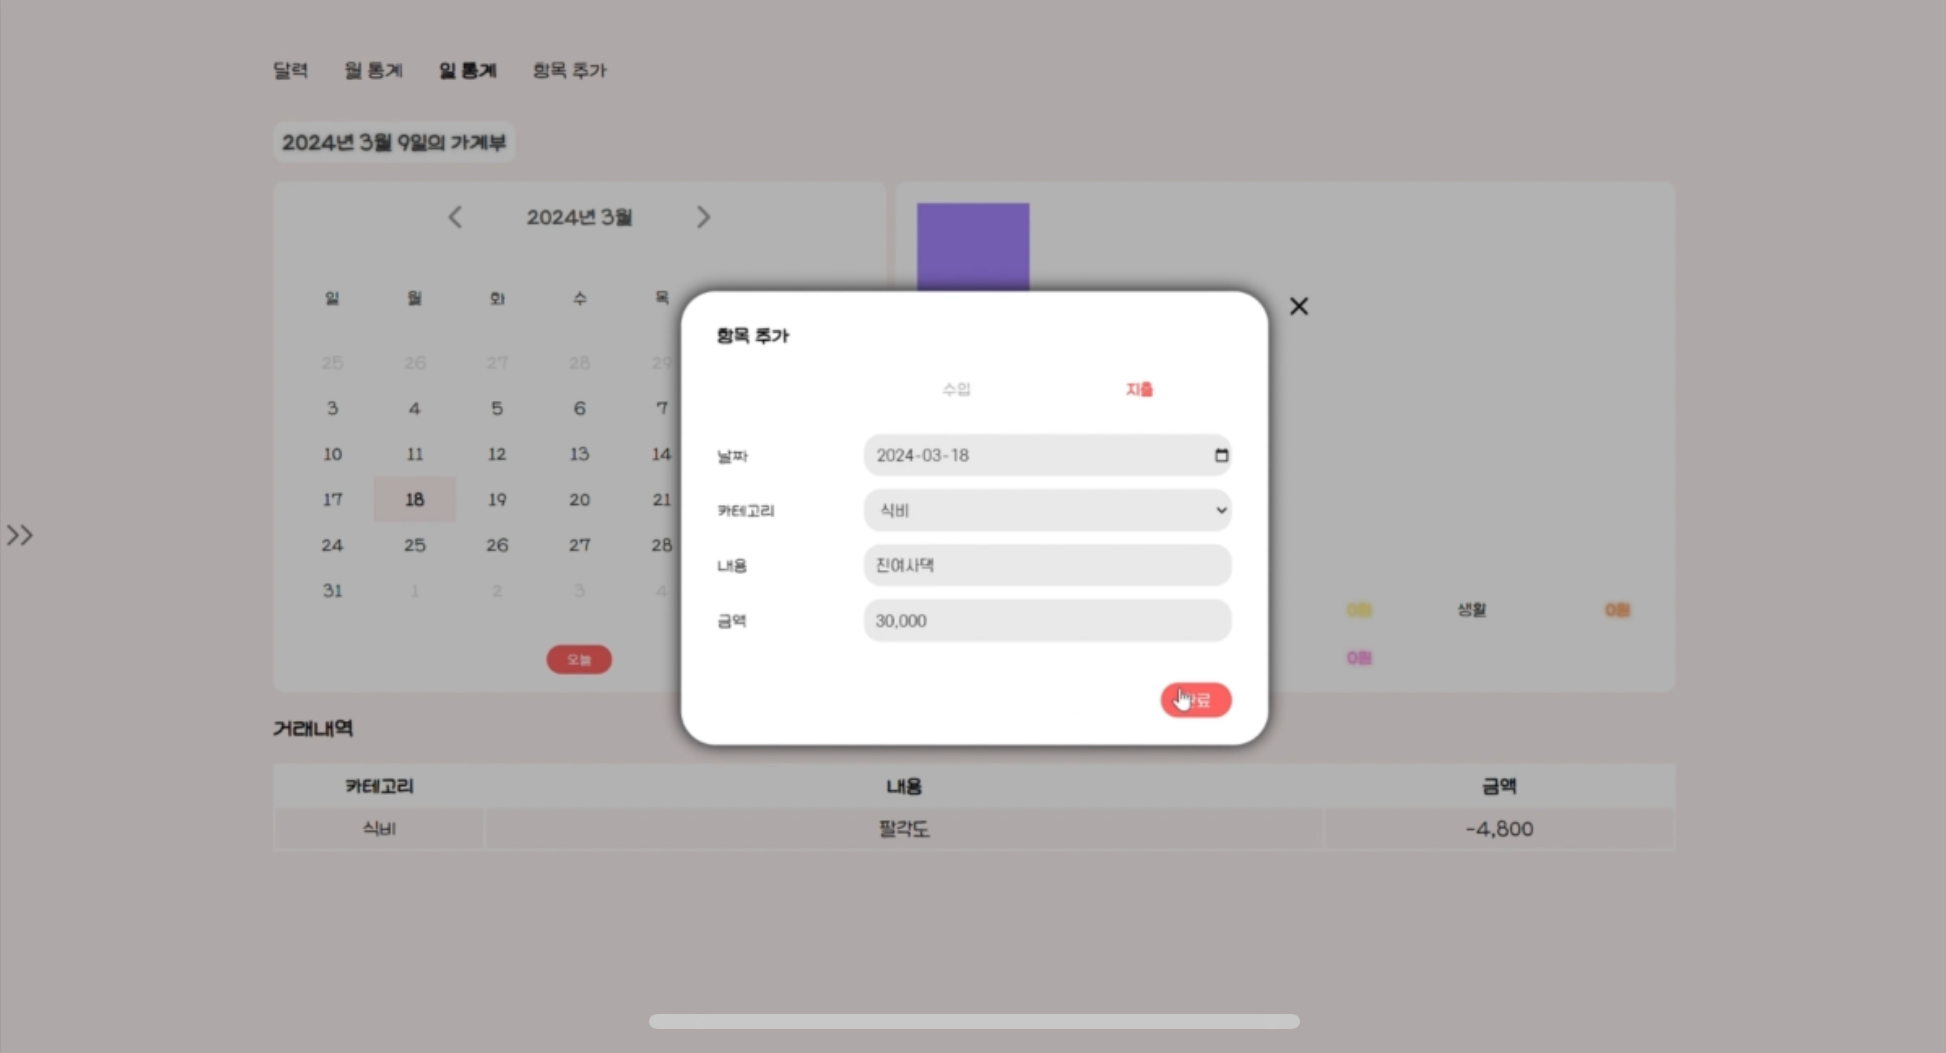 달력 월 통계 일 통계 항목 추가
2024년 3월 9일의 가계부
2024년 3월
일 월 화 수 목
25 26 27 28 29
3 4 5 6 7
10 11 12 13 14
17 18 19 20 21
24 25 26 27 28
31 1 2 3 4
오늘
항목 추가
수입 지출
날짜 2024-03-18
카테고리 식비
내용 진여사댁
금액 30,000
0원 생활 0원
0원
거래내역
카테고리 내용 금액
식비 팔각도 -4,800